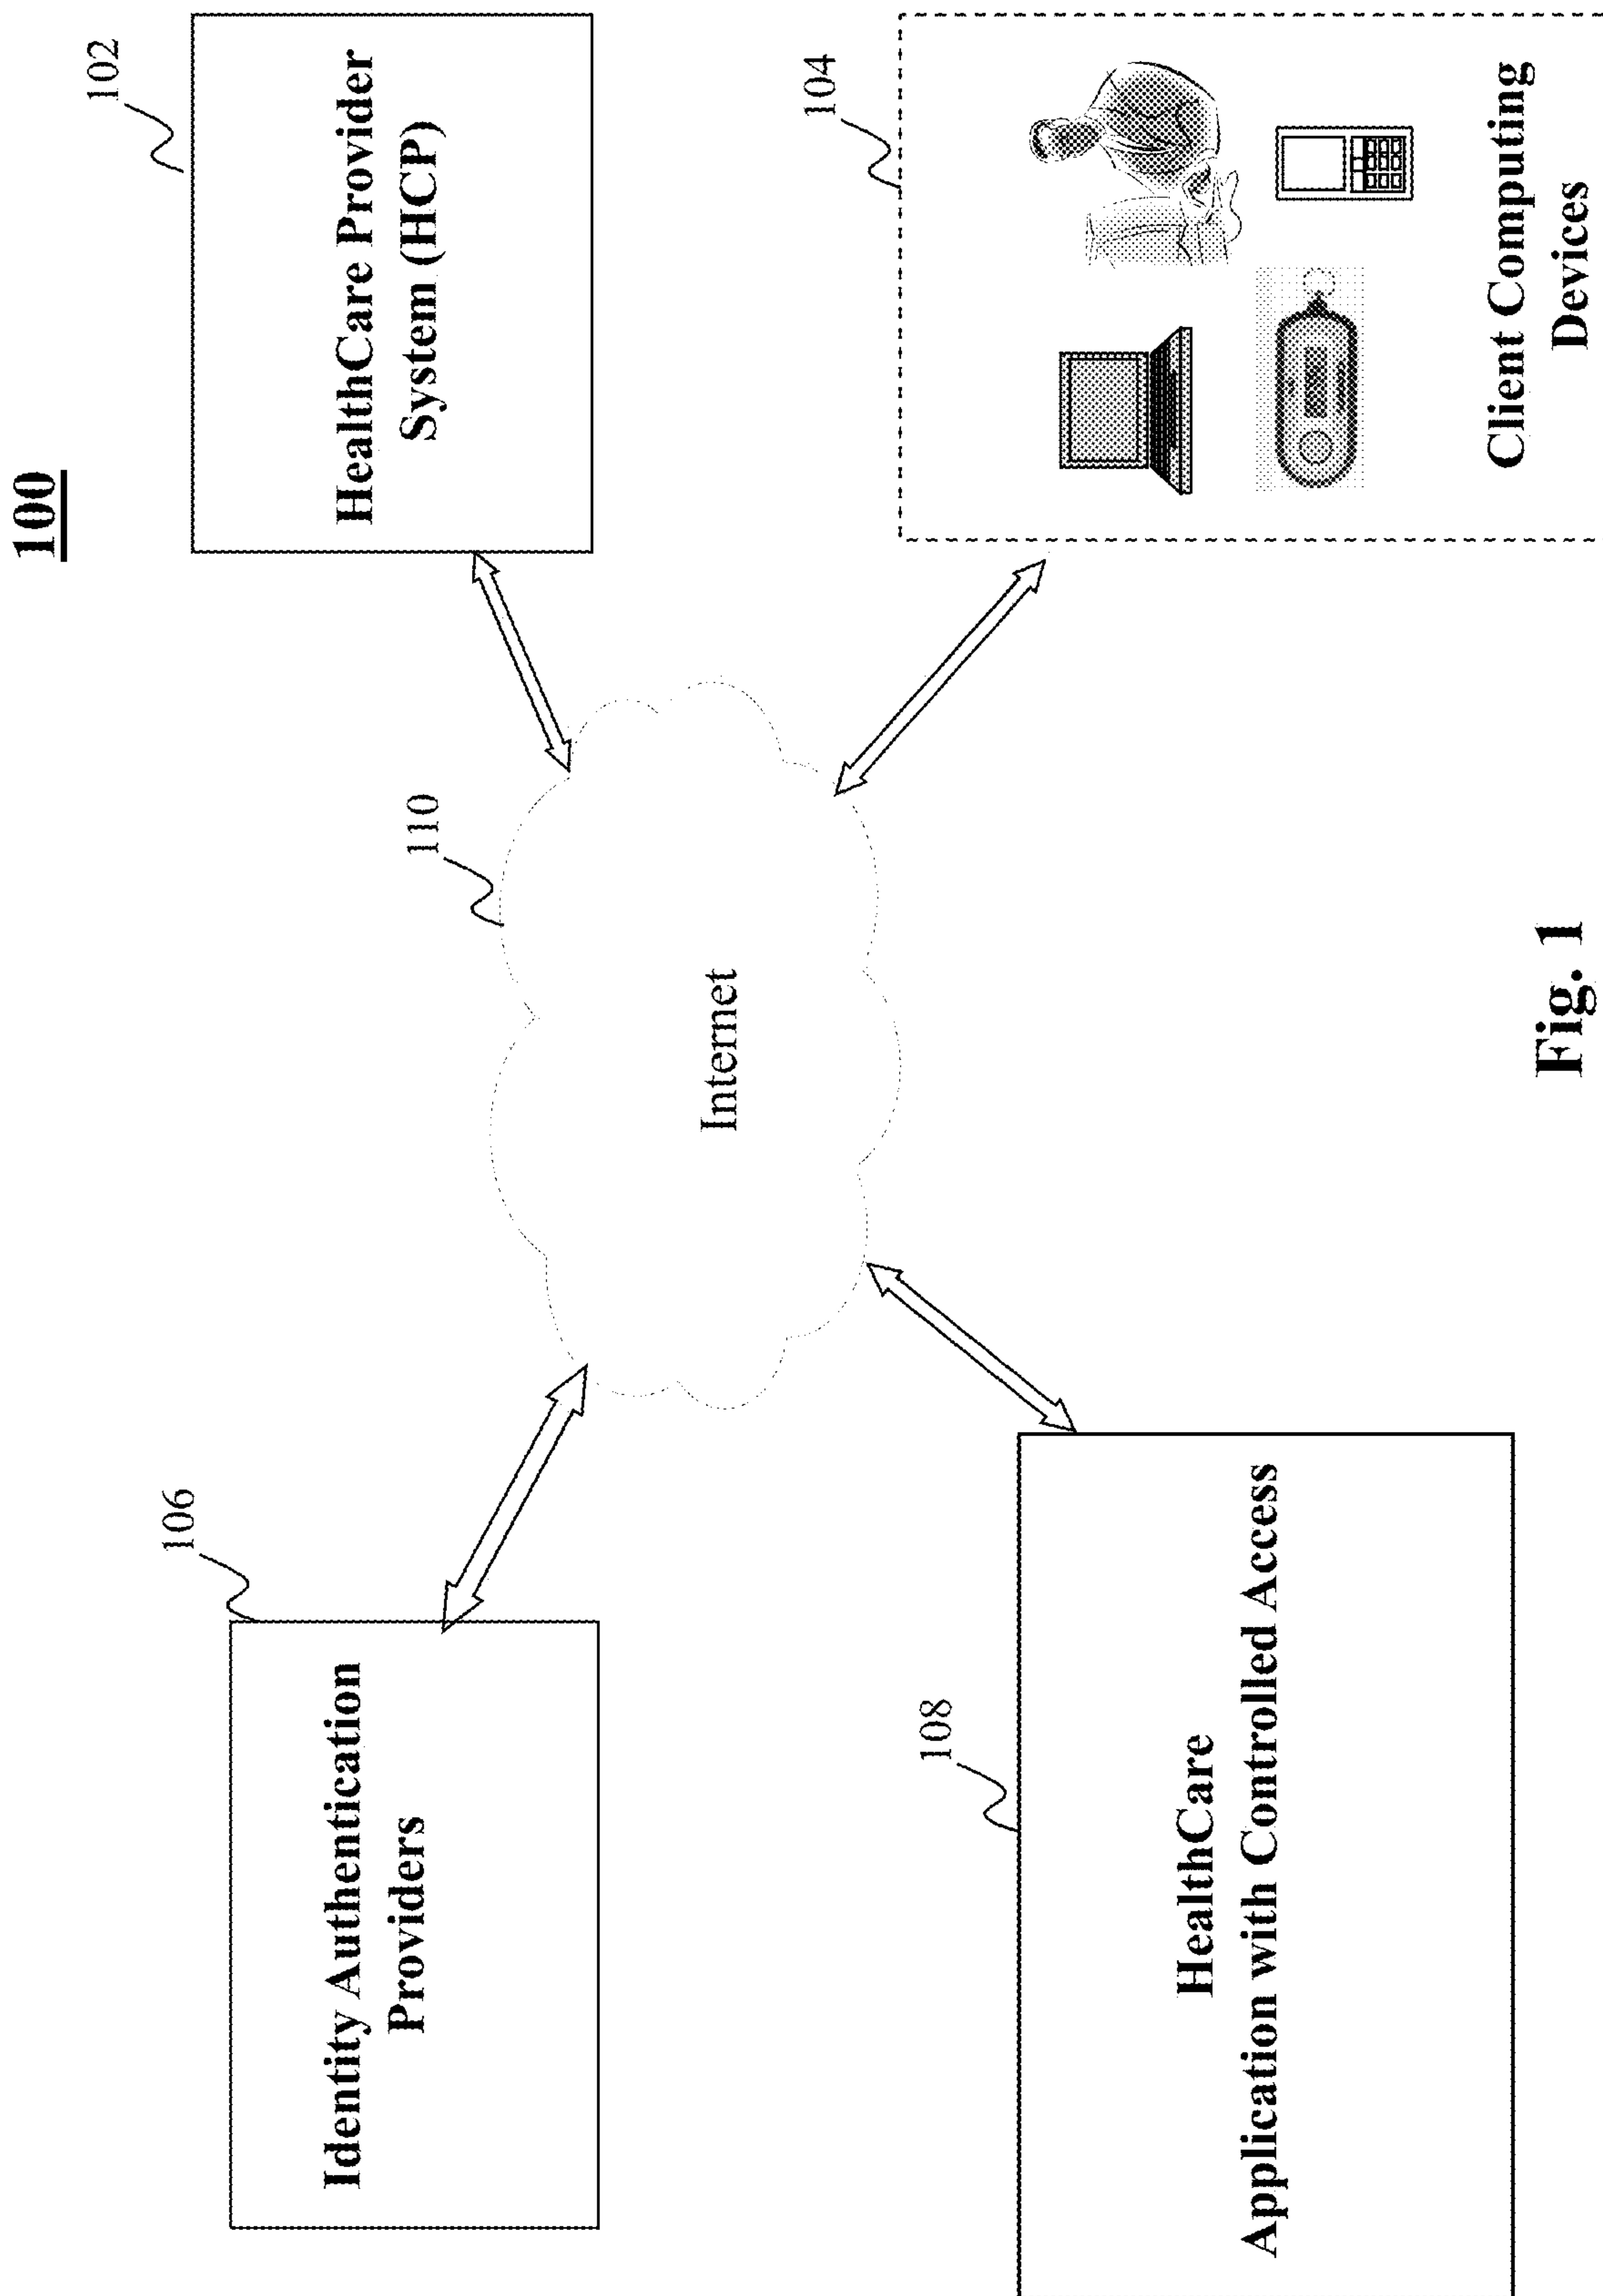 100
106
Identity Authentication
Providers
102
HealthCare Provider
System (HCP)
110
Internet
108
HealthCare
Application with Controlled Access
104
Client Computing
Devices
Fig. 1